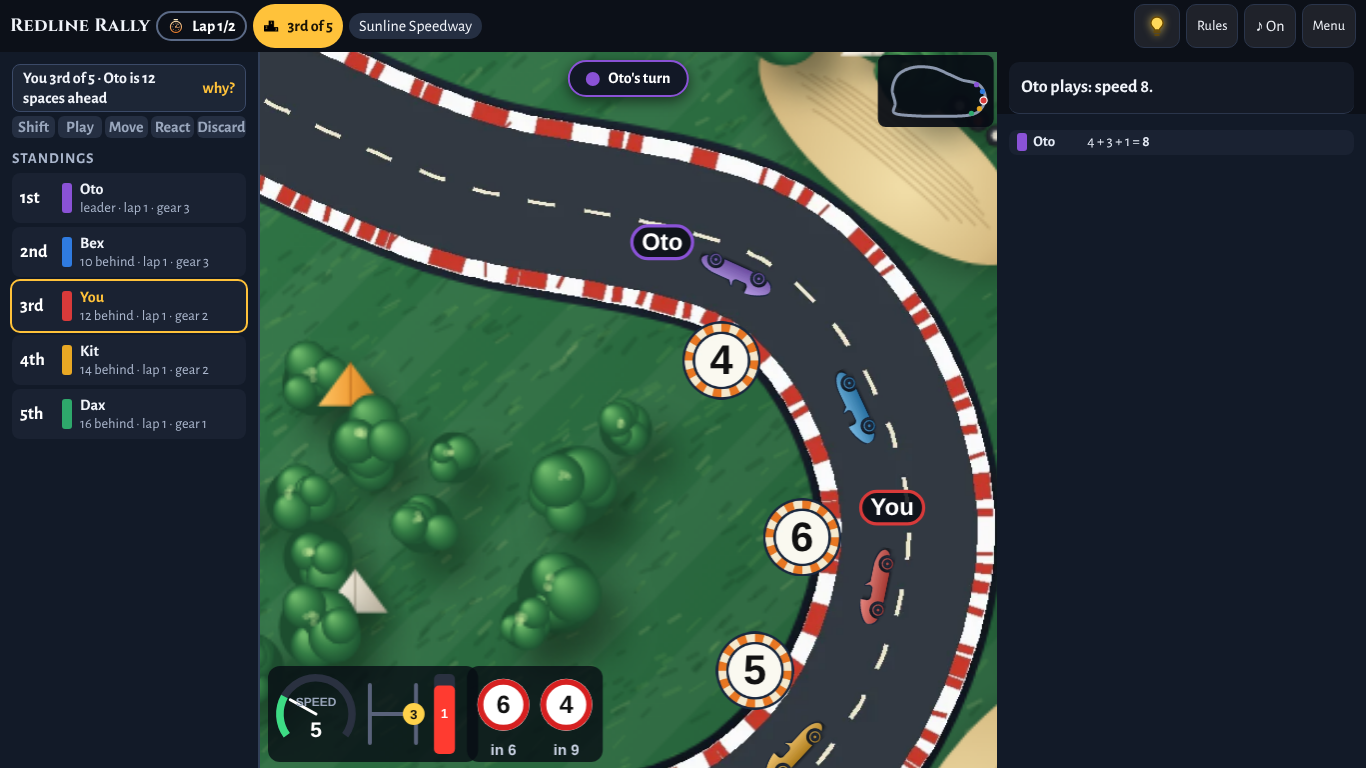 REDLINE RALLY
Lap 1/2
3rd of 5
Sunline Speedway
Rules
♪ On
Menu
You 3rd of 5 · Oto is 12 spaces ahead
why?
Shift
Play
Move
React
Discard
STANDINGS
1st
Oto
leader · lap 1 · gear 3
2nd
Bex
10 behind · lap 1 · gear 3
3rd
You
12 behind · lap 1 · gear 2
4th
Kit
14 behind · lap 1 · gear 2
5th
Dax
16 behind · lap 1 · gear 1
Oto's turn
Oto
4
You
6
5
SPEED
5
3
1
6
in 6
4
in 9
Oto plays: speed 8.
Oto
4 + 3 + 1 = 8